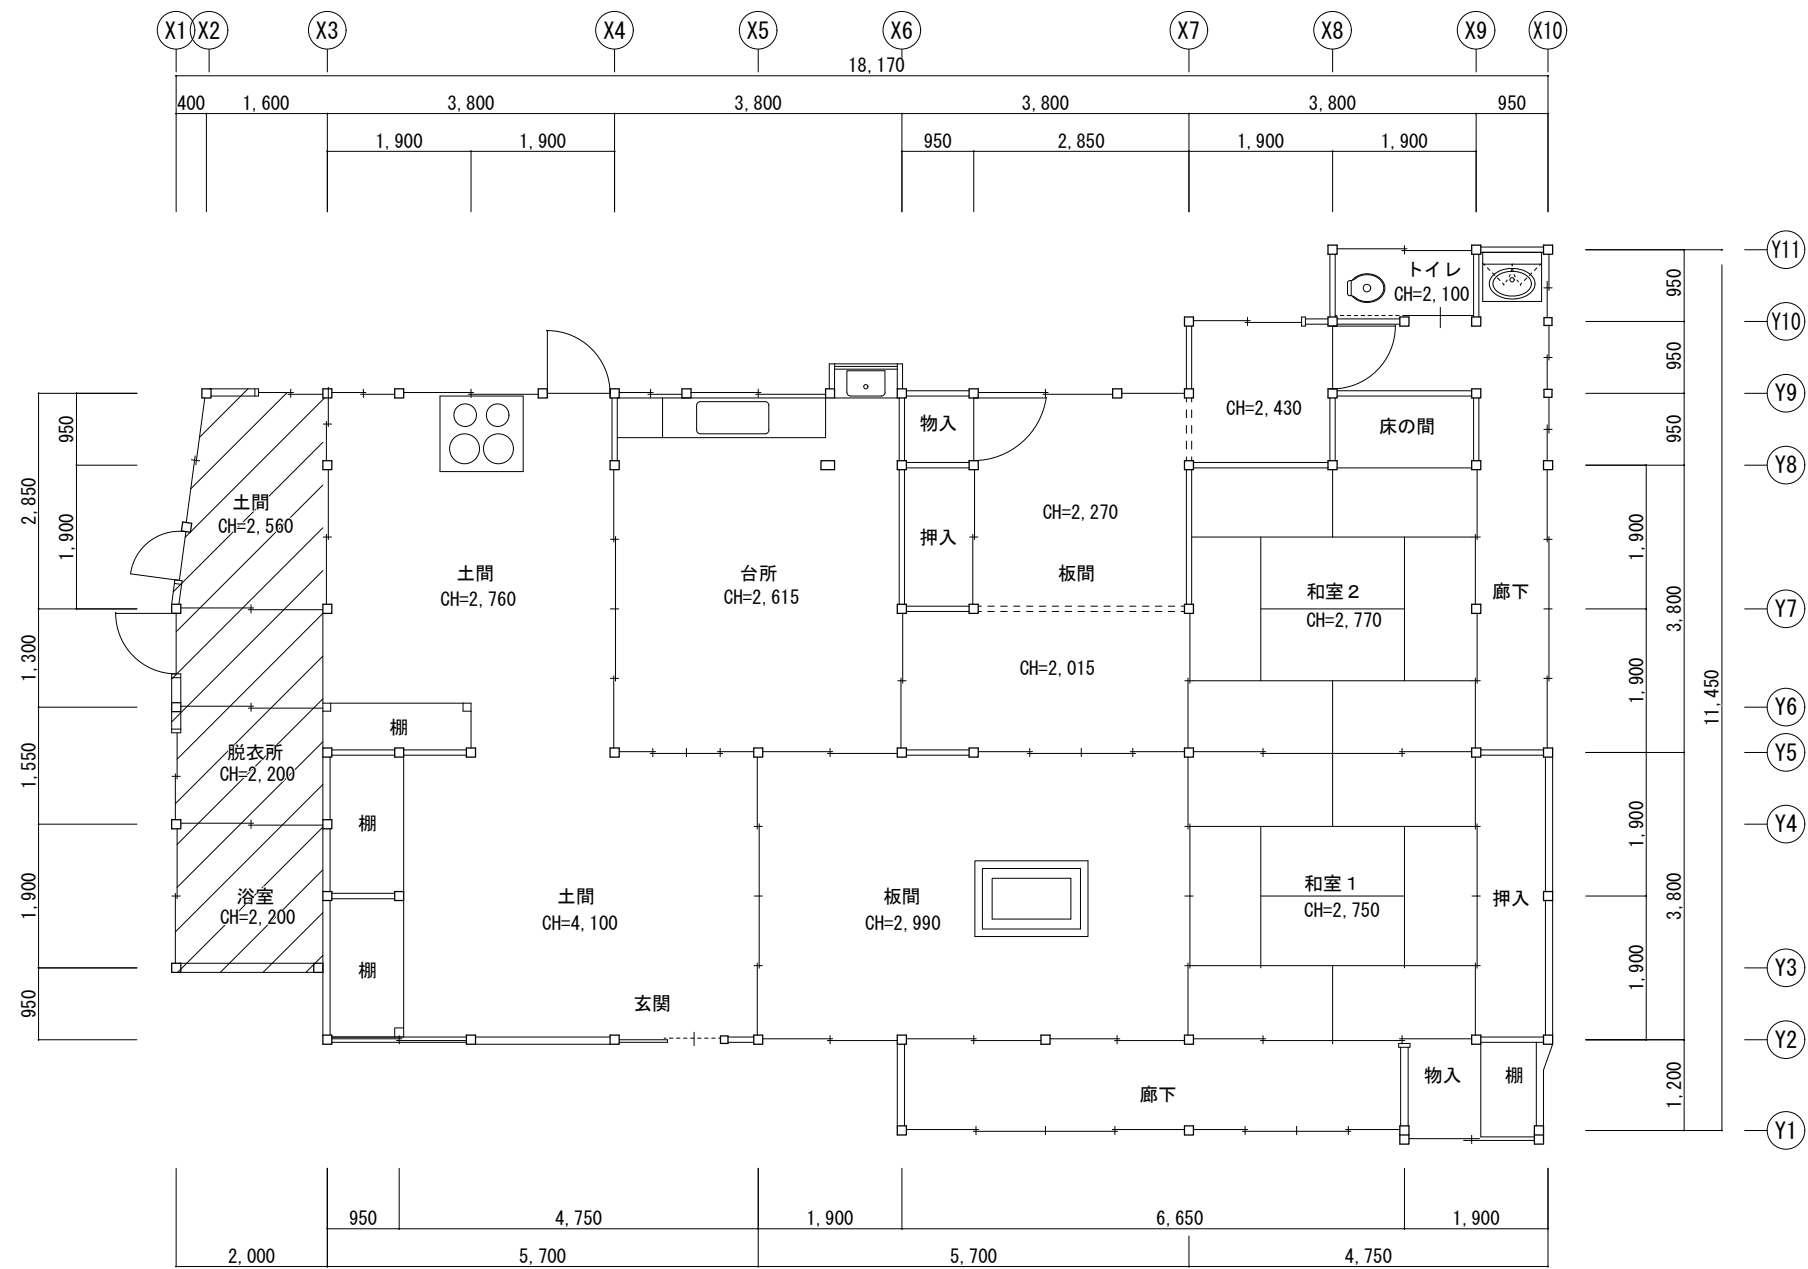 X1 X2 X3 X4 X5 X6 X7 X8 X9 X10
18,170
400 1,600 3,800 3,800 3,800 3,800 950
1,900 1,900 950 2,850 1,900 1,900
Y11
トイレ
CH=2,100
950
Y10
950
Y9
CH=2,430
物入
床の間
950
950
Y8
2,850
土間
CH=2,560
CH=2,270
押入
1,900
1,900
土間
CH=2,760
台所
CH=2,615
板間
和室2
CH=2,770
廊下
3,800
Y7
1,300
CH=2,015
1,900
11,450
Y6
棚
脱衣所
CH=2,200
1,550
Y5
棚
1,900
Y4
浴室
CH=2,200
1,900
土間
CH=4,100
板間
CH=2,990
和室1
CH=2,750
押入
3,800
棚
1,900
Y3
950
玄関
Y2
物入
棚
廊下
1,200
Y1
950 4,750 1,900 6,650 1,900
2,000 5,700 5,700 4,750